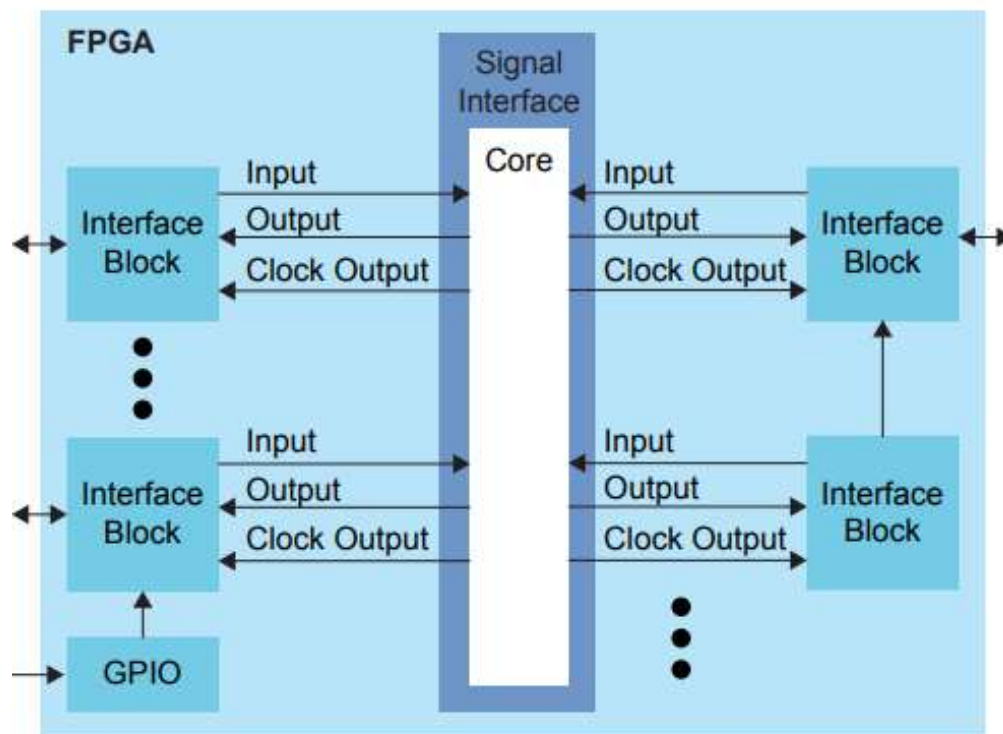 FPGA
Signal
Interface
Core
Interface
Block
Input
Output
Clock Output
Input
Output
Clock Output
Interface
Block
Interface
Block
Input
Output
Clock Output
Input
Output
Clock Output
Interface
Block
GPIO